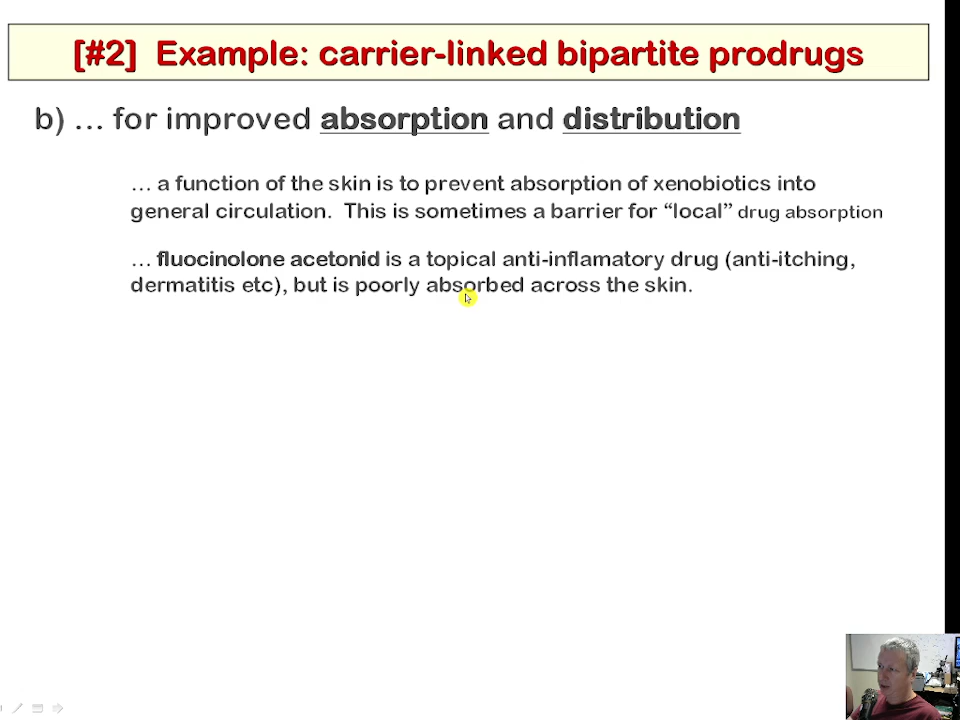 [#2] Example: carrier-linked bipartite prodrugs
b) ... for improved absorption and distribution
... a function of the skin is to prevent absorption of xenobiotics into
general circulation. This is sometimes a barrier for “local” drug absorption
... fluocinolone acetonid is a topical anti-inflamatory drug (anti-itching,
dermatitis etc), but is poorly absorbed across the skin.